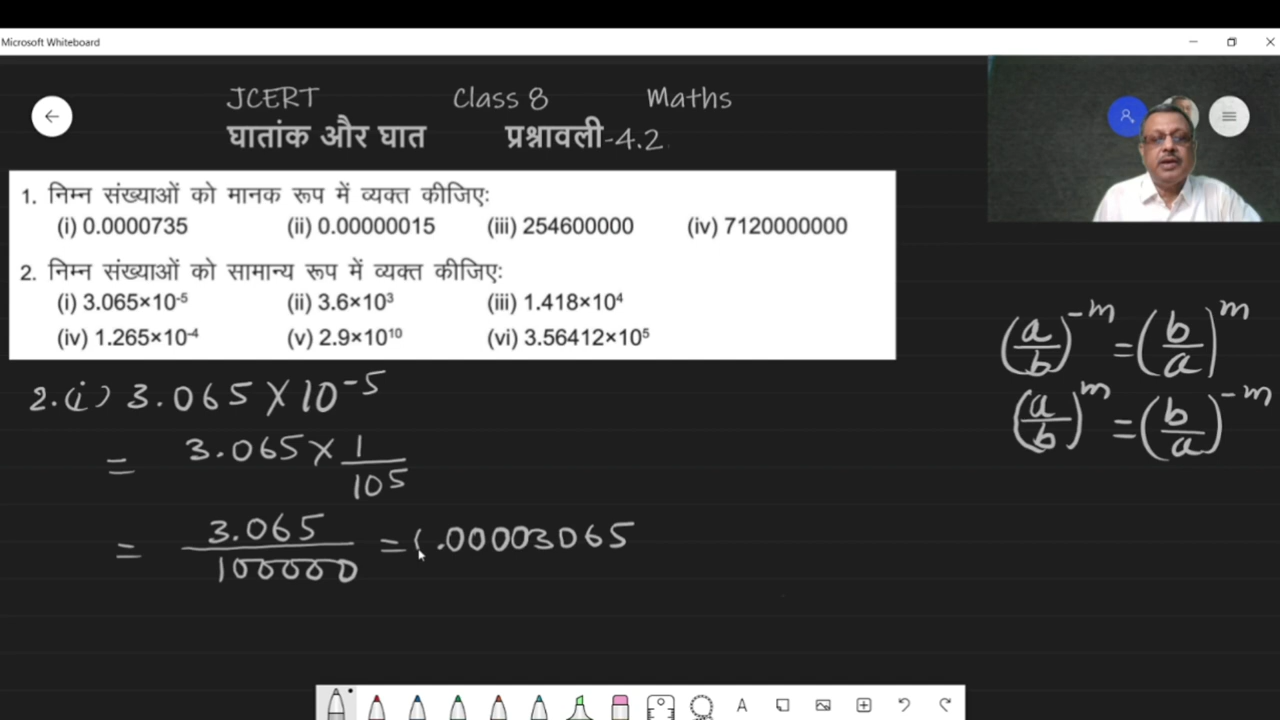 Microsoft Whiteboard
JCERT Class 8 Maths
घातांक और घात प्रश्नावली-4.2
1. निम्न संख्याओं को मानक रूप में व्यक्त कीजिए:
(i) 0.0000735 (ii) 0.00000015 (iii) 254600000 (iv) 7120000000
2. निम्न संख्याओं को सामान्य रूप में व्यक्त कीजिए:
(i) 3.065×10⁻⁵ (ii) 3.6×10³ (iii) 1.418×10⁴
(iv) 1.265×10⁻⁴ (v) 2.9×10¹⁰ (vi) 3.56412×10⁵
(a/b)⁻ᵐ = (b/a)ᵐ
(a/b)ᵐ = (b/a)⁻ᵐ
2.(i) 3.065 × 10⁻⁵
= 3.065 × 1/10⁵
= 3.065/100000 = .00003065
A